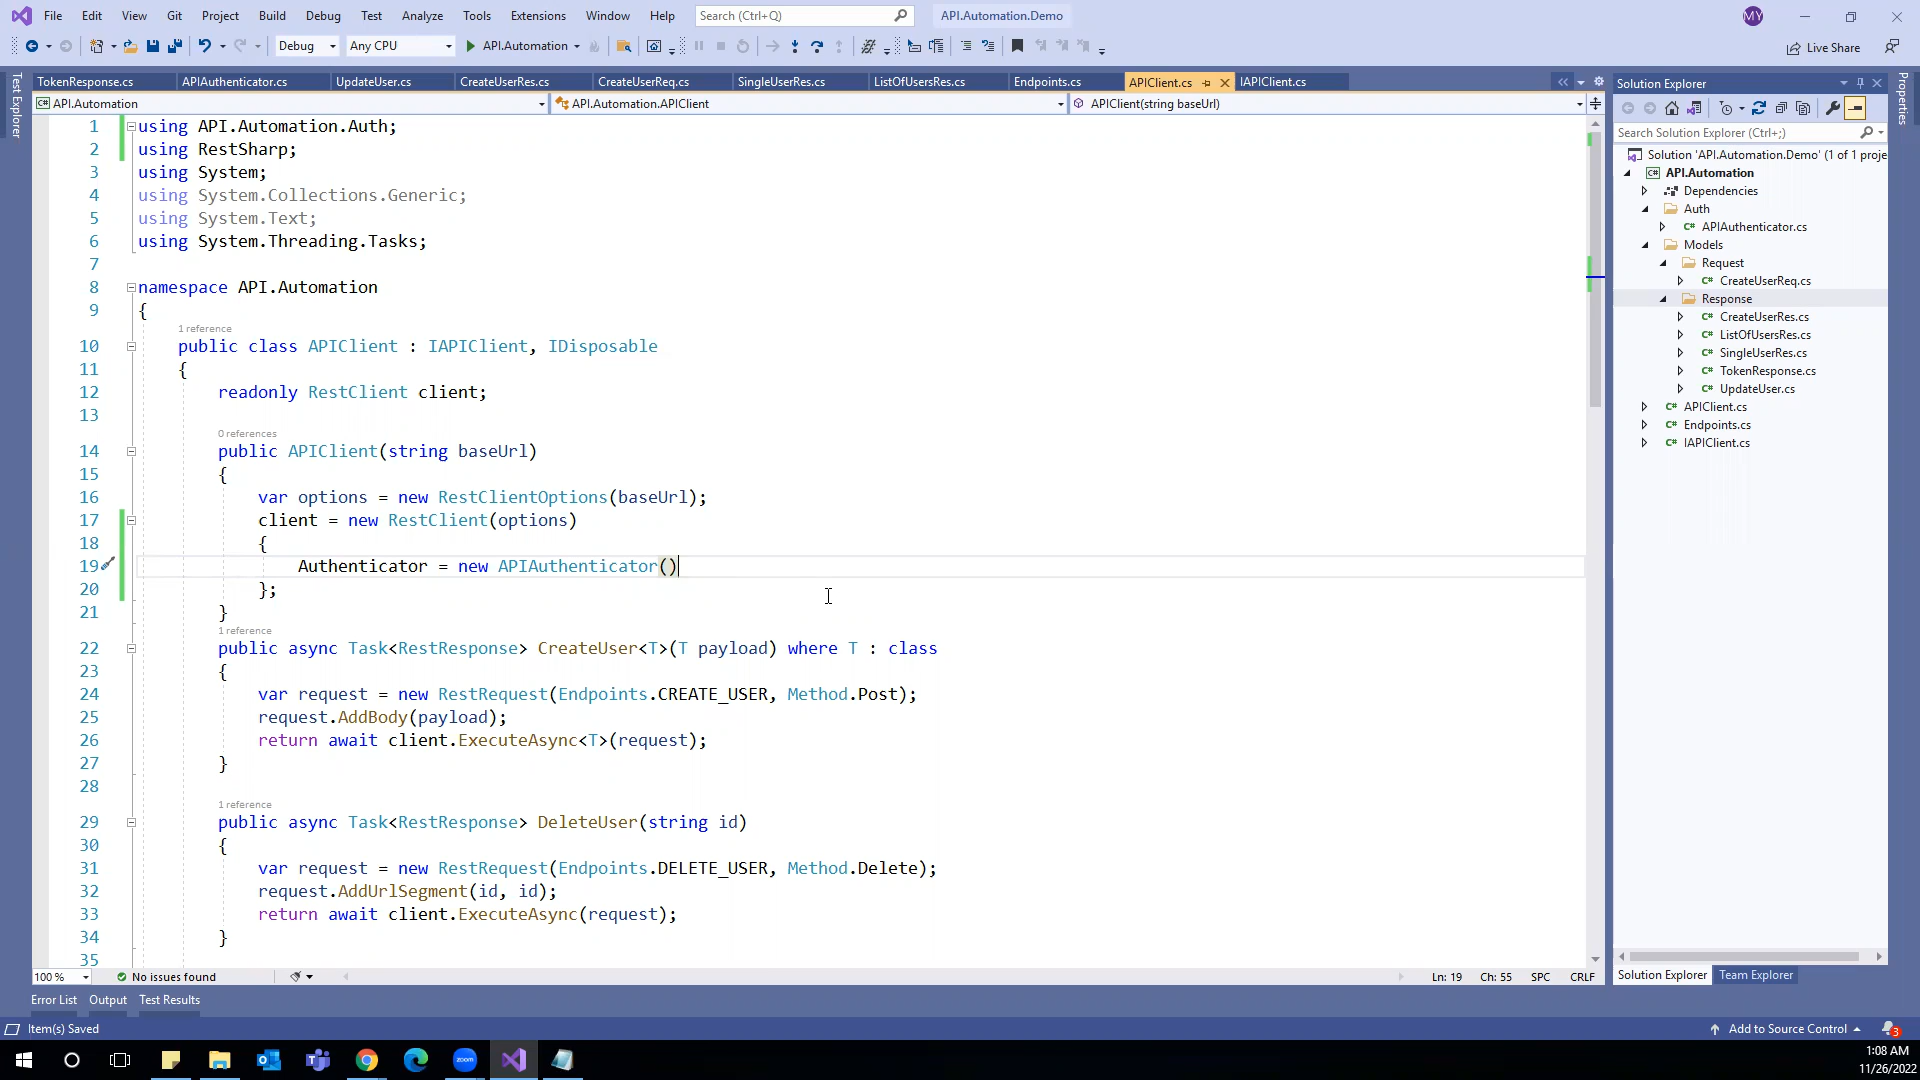 File Edit View Git Project Build Debug Test Analyze Tools Extensions Window Help Search (Ctrl+Q) API.Automation.Demo MY
Debug Any CPU API.Automation Live Share
TokenResponse.cs APIAuthenticator.cs UpdateUser.cs CreateUserRes.cs CreateUserReq.cs SingleUserRes.cs ListOfUsersRes.cs Endpoints.cs APIClient.cs IAPIClient.cs
API.Automation API.Automation.APIClient APIClient(string baseUrl)
Test Explorer
1 using API.Automation.Auth;
2 using RestSharp;
3 using System;
4 using System.Collections.Generic;
5 using System.Text;
6 using System.Threading.Tasks;
7
8 namespace API.Automation
9 {
1 reference
10 public class APIClient : IAPIClient, IDisposable
11 {
12 readonly RestClient client;
13
0 references
14 public APIClient(string baseUrl)
15 {
16 var options = new RestClientOptions(baseUrl);
17 client = new RestClient(options)
18 {
19 Authenticator = new APIAuthenticator()
20 };
21 }
1 reference
22 public async Task<RestResponse> CreateUser<T>(T payload) where T : class
23 {
24 var request = new RestRequest(Endpoints.CREATE_USER, Method.Post);
25 request.AddBody(payload);
26 return await client.ExecuteAsync<T>(request);
27 }
28
1 reference
29 public async Task<RestResponse> DeleteUser(string id)
30 {
31 var request = new RestRequest(Endpoints.DELETE_USER, Method.Delete);
32 request.AddUrlSegment(id, id);
33 return await client.ExecuteAsync(request);
34 }
35
100 % No issues found Ln: 19 Ch: 55 SPC CRLF
Solution Explorer
Search Solution Explorer (Ctrl+;)
Solution 'API.Automation.Demo' (1 of 1 proje
API.Automation
Dependencies
Auth
APIAuthenticator.cs
Models
Request
CreateUserReq.cs
Response
CreateUserRes.cs
ListOfUsersRes.cs
SingleUserRes.cs
TokenResponse.cs
UpdateUser.cs
APIClient.cs
Endpoints.cs
IAPIClient.cs
Solution Explorer Team Explorer
Properties
Error List Output Test Results
Item(s) Saved Add to Source Control 3
zoom
1:08 AM
11/26/2022